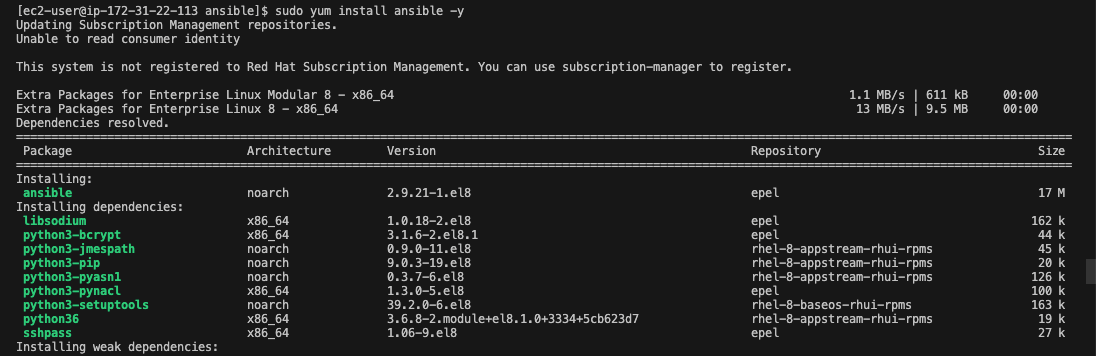 [ec2-user@ip-172-31-22-113 ansible]$ sudo yum install ansible -y
Updating Subscription Management repositories.
Unable to read consumer identity
This system is not registered to Red Hat Subscription Management. You can use subscription-manager to register.
Extra Packages for Enterprise Linux Modular 8 - x86_64 1.1 MB/s | 611 kB 00:00
Extra Packages for Enterprise Linux 8 - x86_64 13 MB/s | 9.5 MB 00:00
Dependencies resolved.
Package Architecture Version Repository Size
Installing:
ansible noarch 2.9.21-1.el8 epel 17 M
Installing dependencies:
libsodium x86_64 1.0.18-2.el8 epel 162 k
python3-bcrypt x86_64 3.1.6-2.el8.1 epel 44 k
python3-jmespath noarch 0.9.0-11.el8 rhel-8-appstream-rhui-rpms 45 k
python3-pip noarch 9.0.3-19.el8 rhel-8-appstream-rhui-rpms 20 k
python3-pyasn1 noarch 0.3.7-6.el8 rhel-8-appstream-rhui-rpms 126 k
python3-pynacl x86_64 1.3.0-5.el8 epel 100 k
python3-setuptools noarch 39.2.0-6.el8 rhel-8-baseos-rhui-rpms 163 k
python36 x86_64 3.6.8-2.module+el8.1.0+3334+5cb623d7 rhel-8-appstream-rhui-rpms 19 k
sshpass x86_64 1.06-9.el8 epel 27 k
Installing weak dependencies: